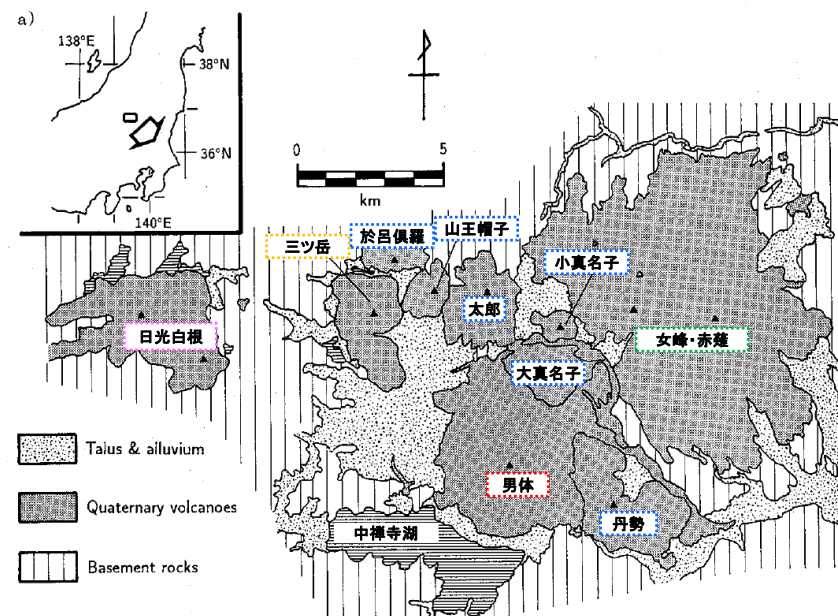 a)
138°E
38°N
36°N
140°E
0
5
km
三ツ岳
於呂倶羅
山王帽子
小真名子
太郎
日光白根
女峰・赤薙
大真名子
男体
丹勢
中禅寺湖
Talus & alluvium
Quaternary volcanoes
Basement rocks